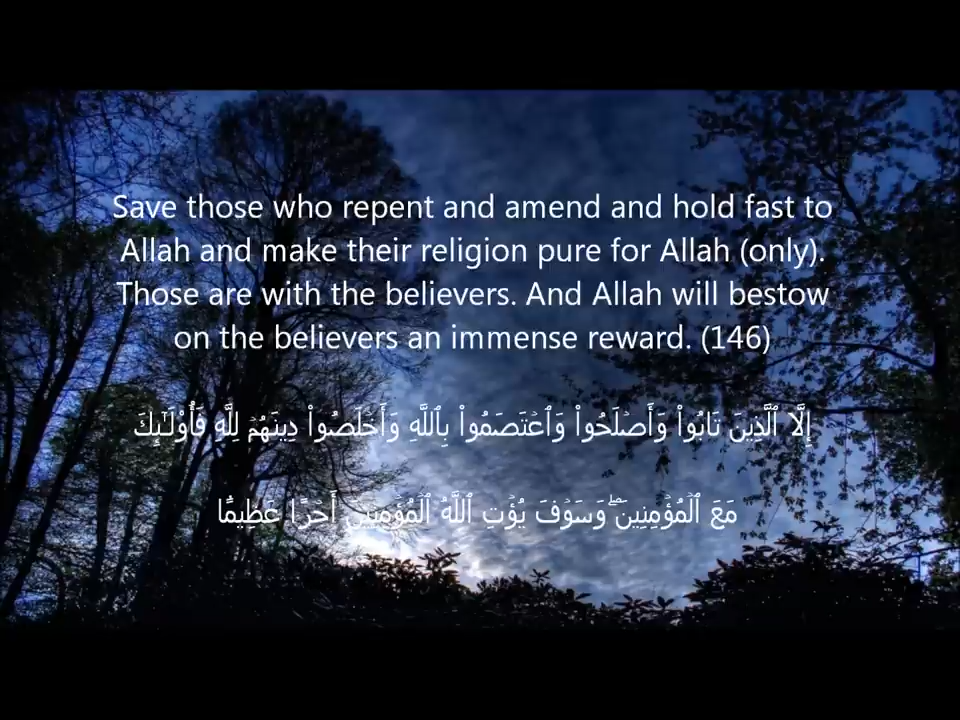 Save those who repent and amend and hold fast to
Allah and make their religion pure for Allah (only).
Those are with the believers. And Allah will bestow
on the believers an immense reward. (146)
إِلَّا ٱلَّذِينَ تَابُوا۟ وَأَصْلَحُوا۟ وَٱعْتَصَمُوا۟ بِٱللَّهِ وَأَخْلَصُوا۟ دِينَهُمْ لِلَّهِ فَأُو۟لَـٰٓئِكَ
مَعَ ٱلْمُؤْمِنِينَ ۖ وَسَوْفَ يُؤْتِ ٱللَّهُ ٱلْمُؤْمِنِينَ أَجْرًا عَظِيمًا